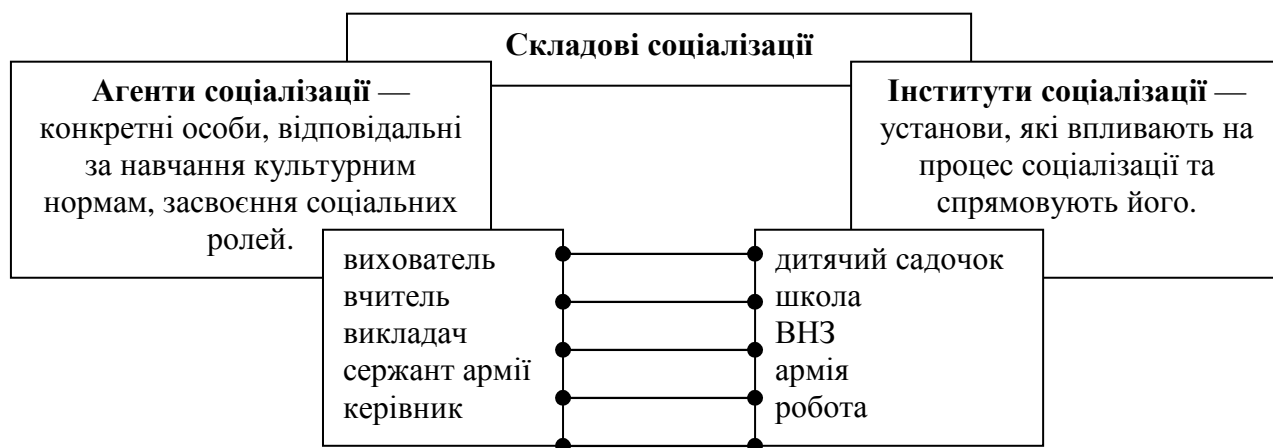 Складові соціалізації
Агенти соціалізації —
конкретні особи, відповідальні
за навчання культурним
нормам, засвоєння соціальних
ролей.
Інститути соціалізації —
установи, які впливають на
процес соціалізації та
спрямовують його.
вихователь
вчитель
викладач
сержант армії
керівник
дитячий садочок
школа
ВНЗ
армія
робота